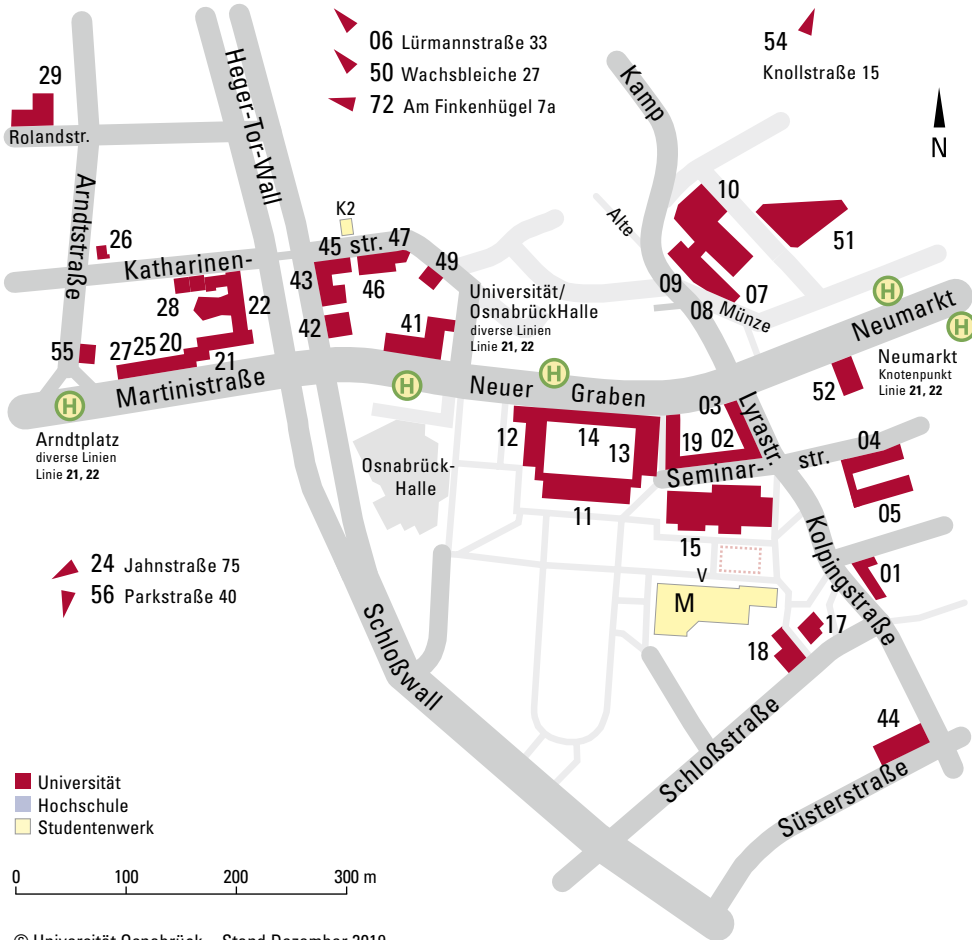 06 Lürmannstraße 33
50 Wachsbleiche 27
72 Am Finkenhügel 7a
54
Knollstraße 15
N
29
Rolandstr.
Heger-Tor-Wall
Kamp
Arndtstraße
K2
Alte
10
51
26
Katharinen-
45 str. 47
49
43
46
28
22
Universität/
OsnabrückHalle
diverse Linien
Linie 21, 22
09
08
07
Münze
H
Neumarkt
H
42
41
55
27 25 20
21
Martinistraße
H
H
Neuer
H
Graben
Neumarkt
Knotenpunkt
Linie 21, 22
52
Arndtplatz
diverse Linien
Linie 21, 22
Osnabrück-
Halle
12
14
13
11
03
19 02
Lyrastr.
Seminar-
str.
04
05
15
V
M
Kolpingstraße
01
17
18
24 Jahnstraße 75
56 Parkstraße 40
Schloßwall
Schloßstraße
44
Süsterstraße
Universität
Hochschule
Studentenwerk
0 100 200 300 m
© Universität Osnabrück – Stand Dezember 2019